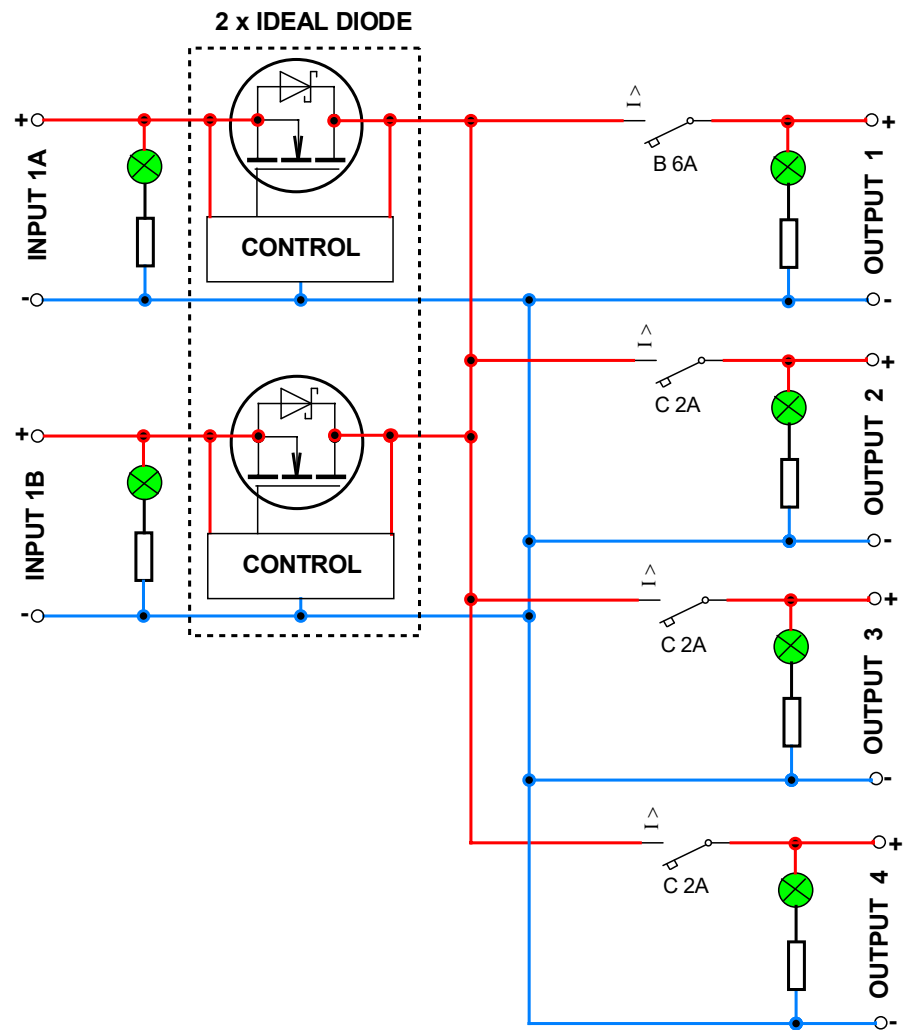 2 x IDEAL DIODE
+
INPUT 1A
-
CONTROL
I >
B 6A
+
OUTPUT 1
-
I >
C 2A
+
OUTPUT 2
-
+
INPUT 1B
-
CONTROL
I >
C 2A
+
OUTPUT 3
-
I >
C 2A
+
OUTPUT 4
-